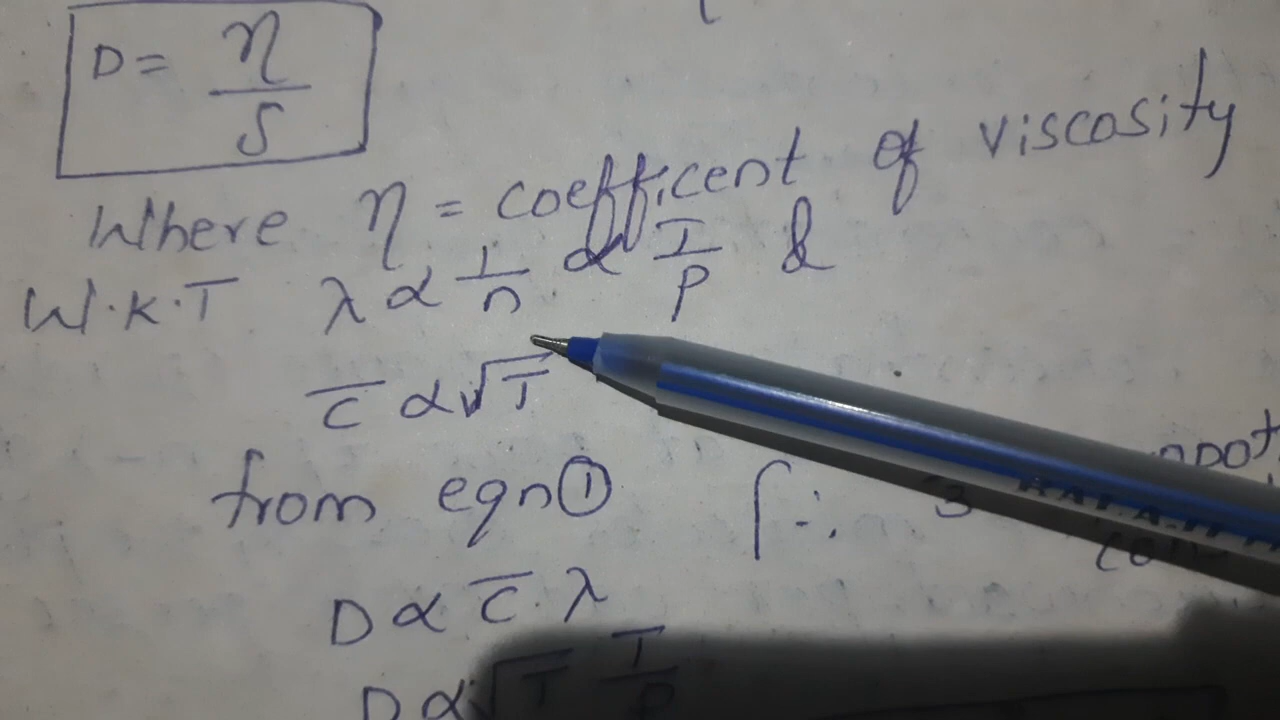 D = η/ρ
Where η = coefficent of viscosity
W.K.T λ ∝ 1/n ∝ T/P &
c̅ ∝ √T
from eqn ①
D ∝ c̅ . λ
D ∝ √T T/P